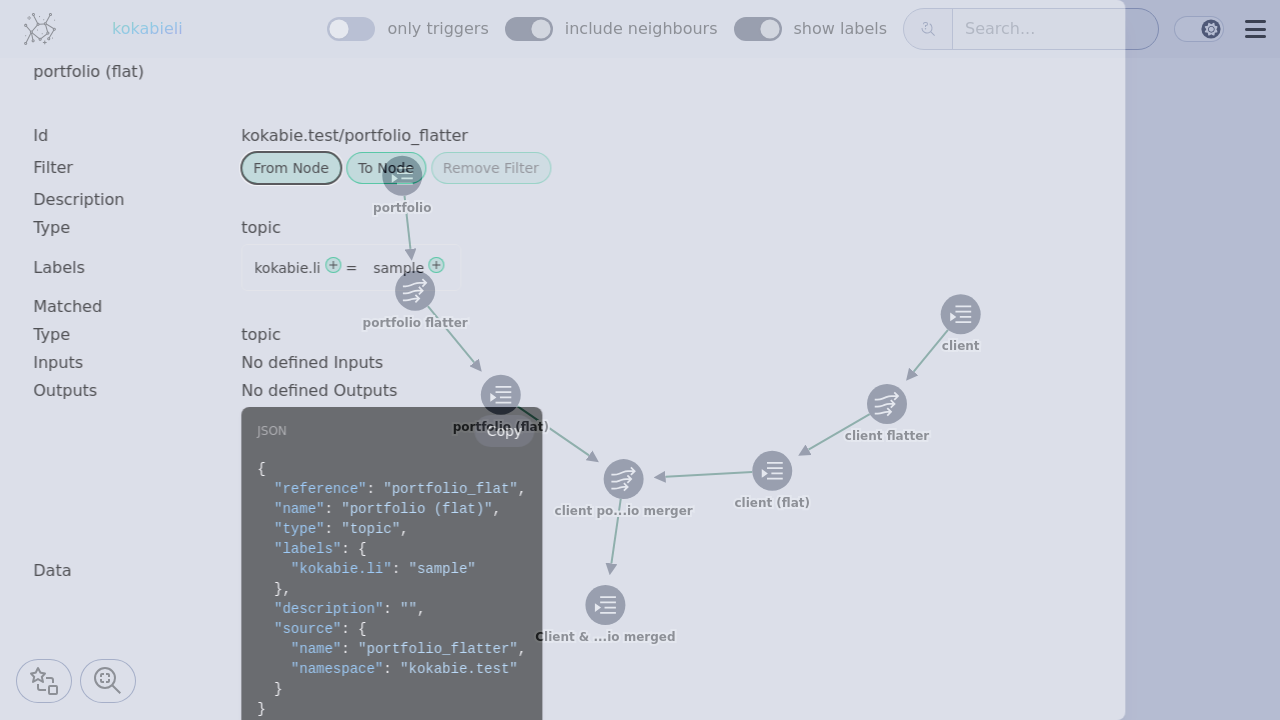 kokabieli
only triggers
include neighbours
show labels
Search...
portfolio (flat)
Id
kokabie.test/portfolio_flatter
Filter
From Node
To Node
Remove Filter
Description
Type
topic
Labels
kokabie.li = sample
Matched
Type
topic
Inputs
No defined Inputs
Outputs
No defined Outputs
Data
JSON
Copy
{
"reference": "portfolio_flat",
"name": "portfolio (flat)",
"type": "topic",
"labels": {
"kokabie.li": "sample"
},
"description": "",
"source": {
"name": "portfolio_flatter",
"namespace": "kokabie.test"
}
}
portfolio
portfolio flatter
portfolio (flat)
client
client flatter
client (flat)
client po...io merger
Client & ...io merged